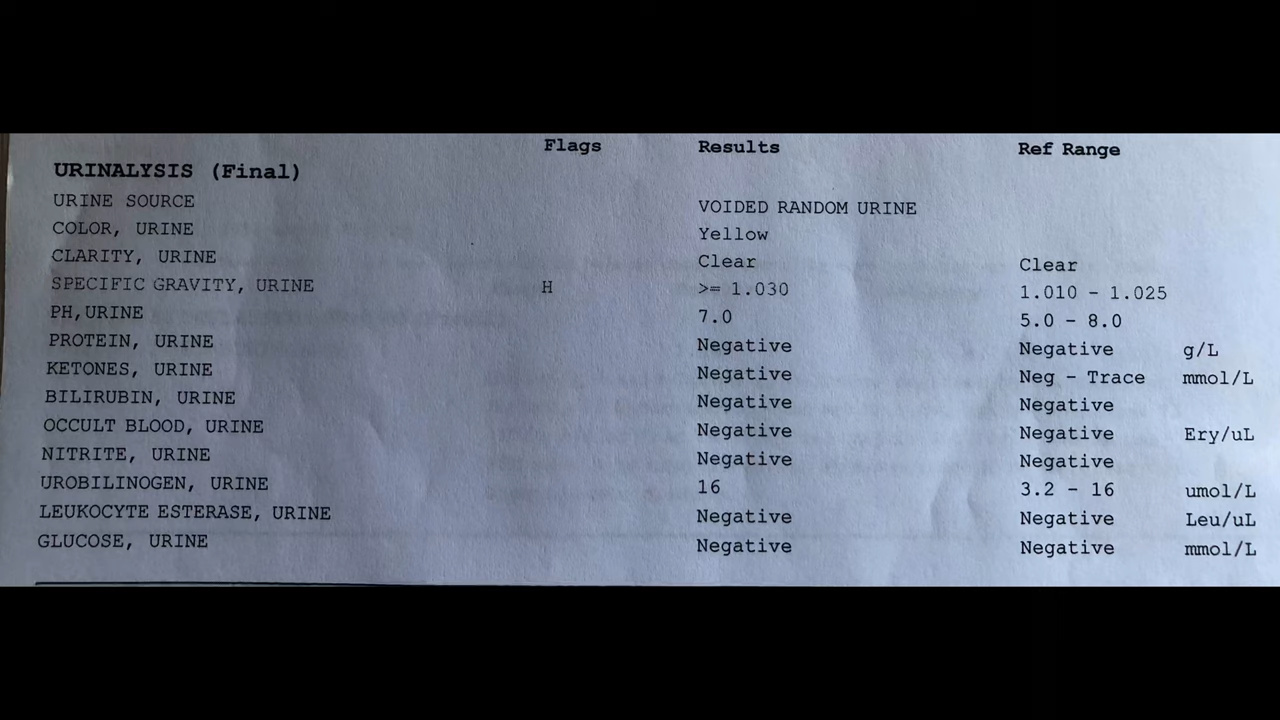 Flags Results Ref Range
URINALYSIS (Final)
URINE SOURCE VOIDED RANDOM URINE
COLOR, URINE Yellow
CLARITY, URINE Clear Clear
SPECIFIC GRAVITY, URINE H >= 1.030 1.010 - 1.025
PH,URINE 7.0 5.0 - 8.0
PROTEIN, URINE Negative Negative g/L
KETONES, URINE Negative Neg - Trace mmol/L
BILIRUBIN, URINE Negative Negative
OCCULT BLOOD, URINE Negative Negative Ery/uL
NITRITE, URINE Negative Negative
UROBILINOGEN, URINE 16 3.2 - 16 umol/L
LEUKOCYTE ESTERASE, URINE Negative Negative Leu/uL
GLUCOSE, URINE Negative Negative mmol/L